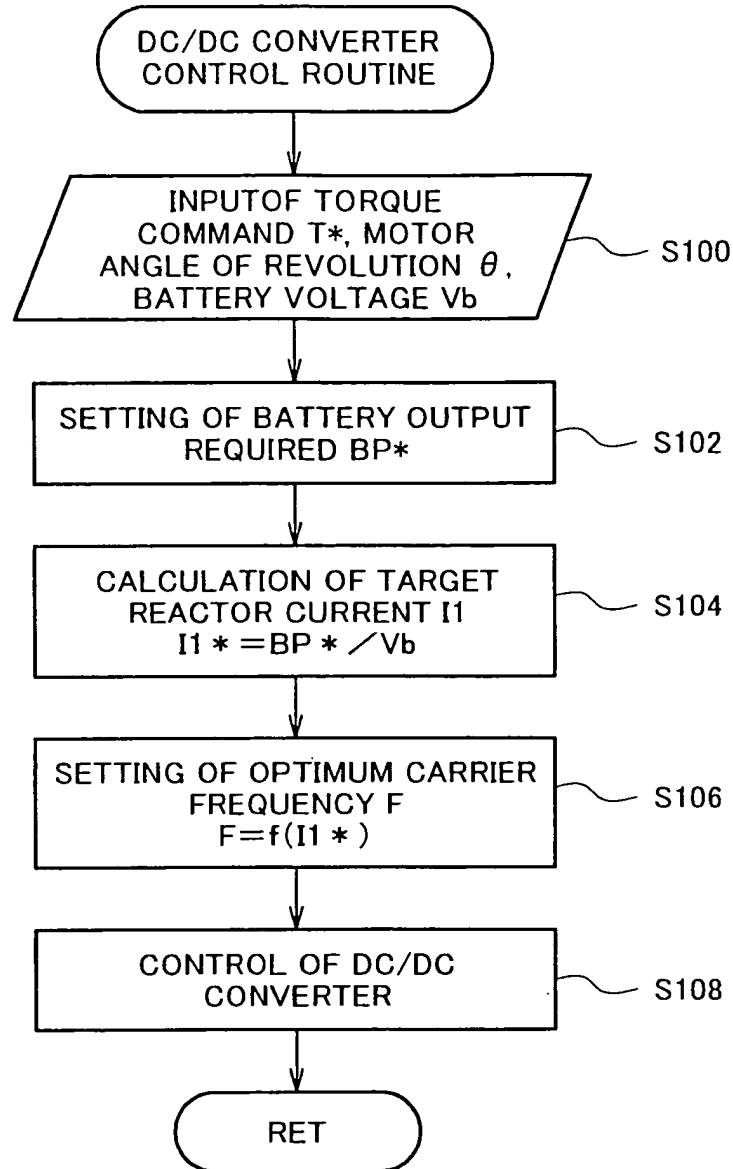 DC/DC CONVERTER
CONTROL ROUTINE
INPUTOF TORQUE
COMMAND T*, MOTOR
ANGLE OF REVOLUTION θ,
BATTERY VOLTAGE Vb
S100
SETTING OF BATTERY OUTPUT
REQUIRED BP*
S102
CALCULATION OF TARGET
REACTOR CURRENT I1
I1*=BP*/Vb
S104
SETTING OF OPTIMUM CARRIER
FREQUENCY F
F=f(I1*)
S106
CONTROL OF DC/DC
CONVERTER
S108
RET